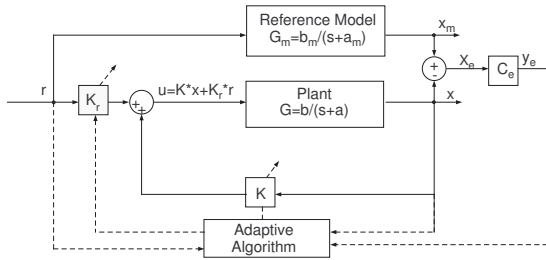 Reference Model
G_m=b_m/(s+a_m)
x_m
+
+
-
X_e
C_e
y_e
r
K_r
+
+
u=K*x+K_r*r
Plant
G=b/(s+a)
x
K
Adaptive
Algorithm